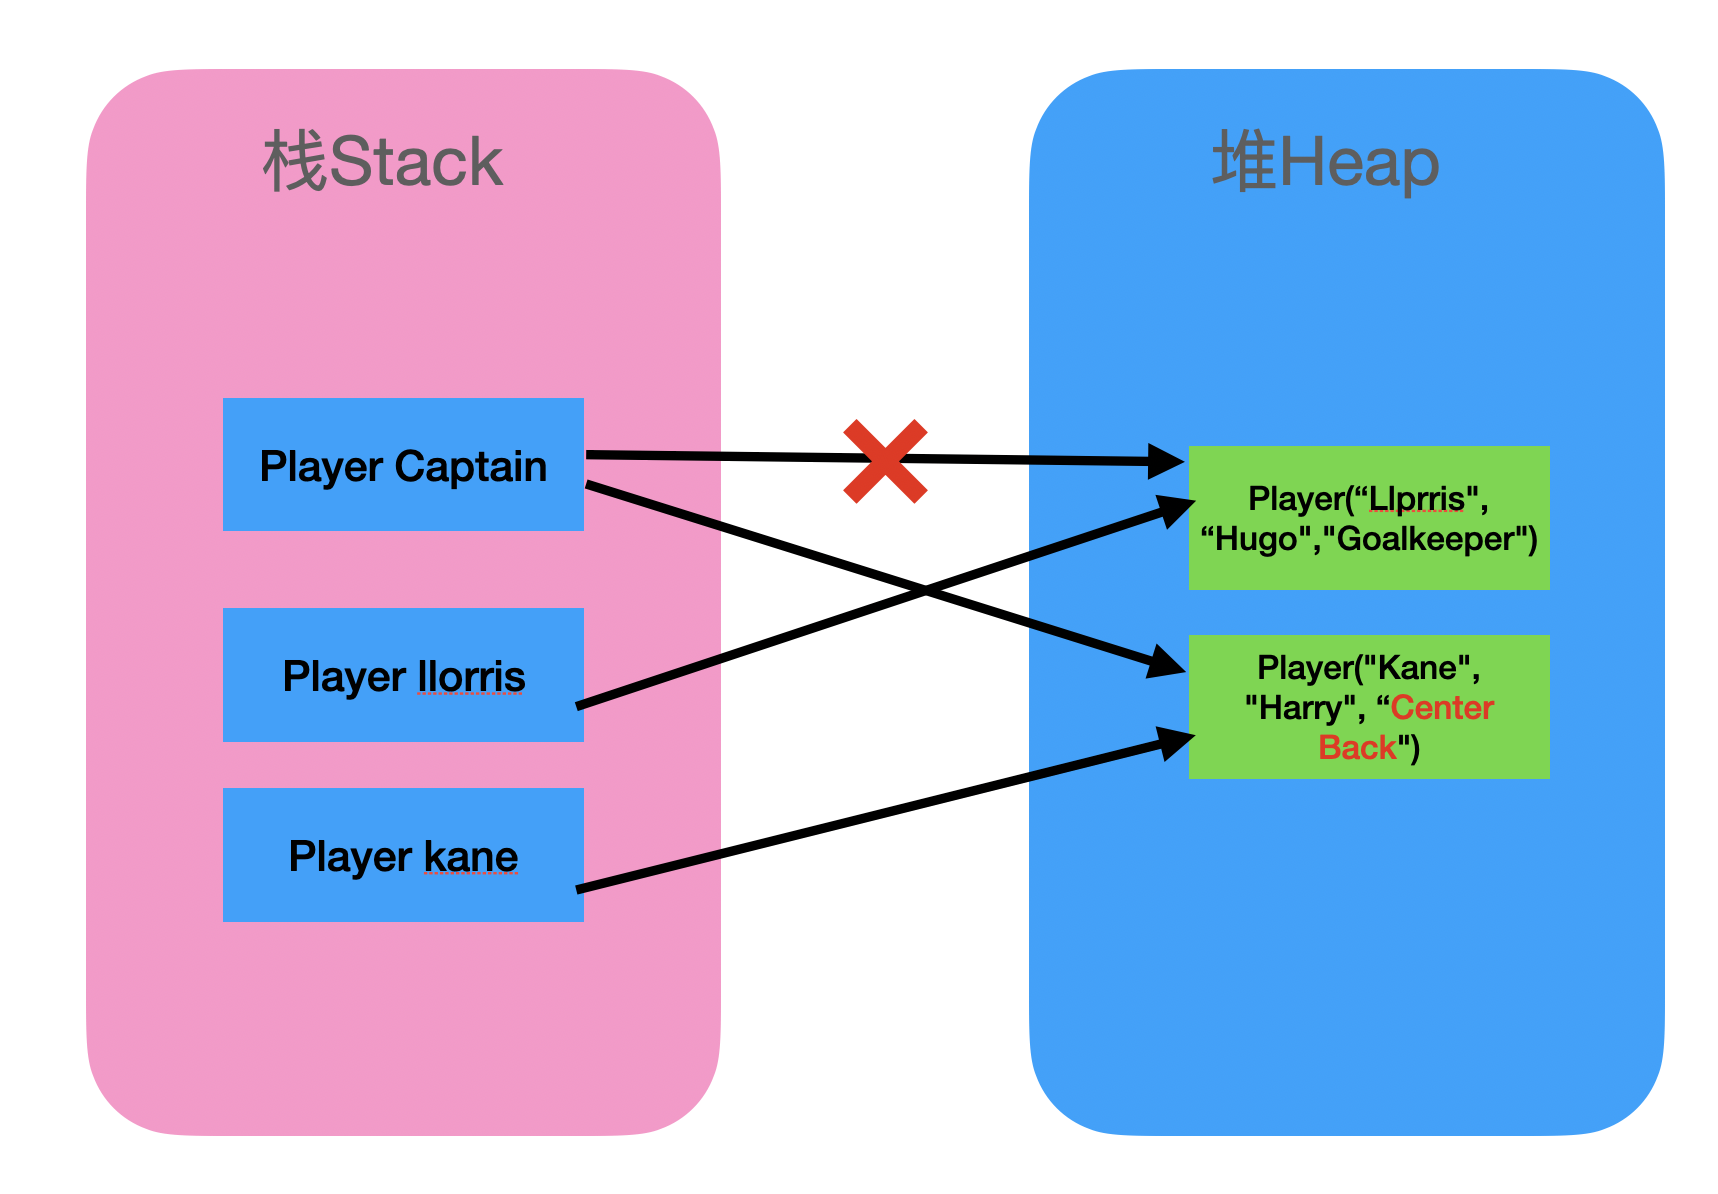 栈Stack
堆Heap
Player Captain
Player llorris
Player kane
Player(“Llprris",
“Hugo","Goalkeeper")
Player("Kane",
"Harry", “Center
Back")